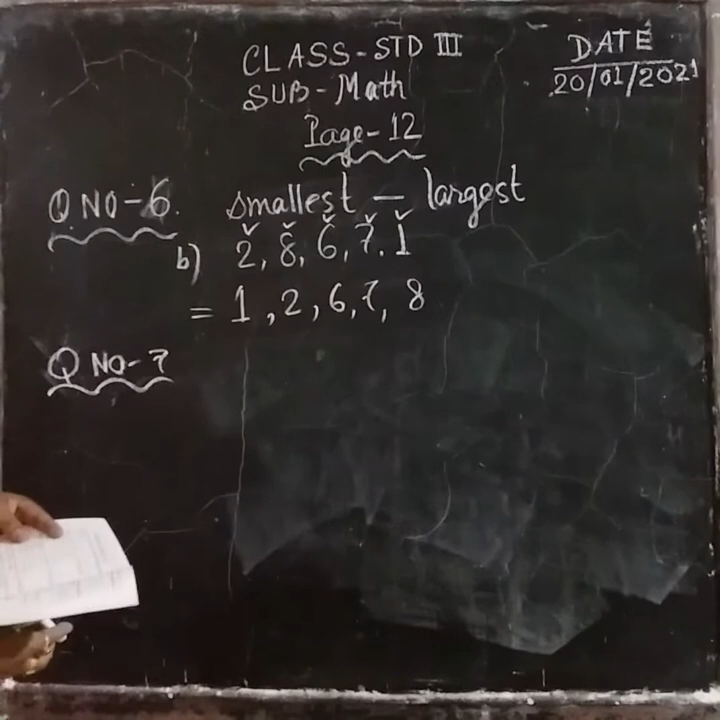 CLASS-STD III
SUB-Math
DATE
20/01/2021
Page-12
Q NO-6. smallest — largest
b) 2, 8, 6, 7, 1
= 1, 2, 6, 7, 8
Q NO-7